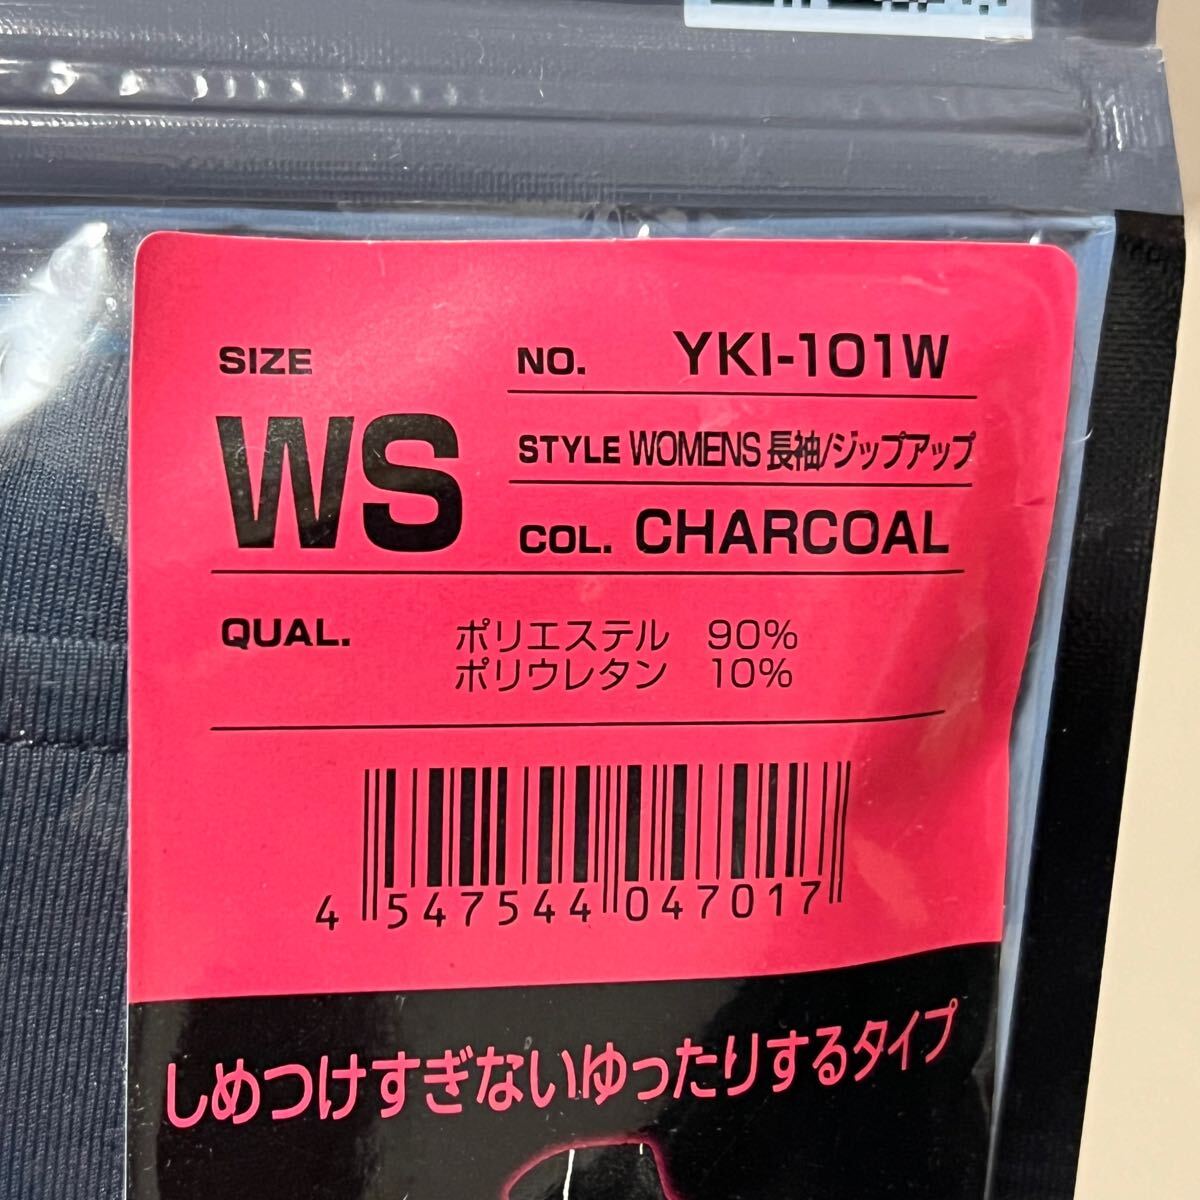 SIZE
WS
NO. YKI-101W
STYLE WOMENS 長袖/ジップアップ
COL. CHARCOAL
QUAL. ポリエステル 90%
ポリウレタン 10%
4 547544 047017
しめつけすぎないゆったりするタイプ